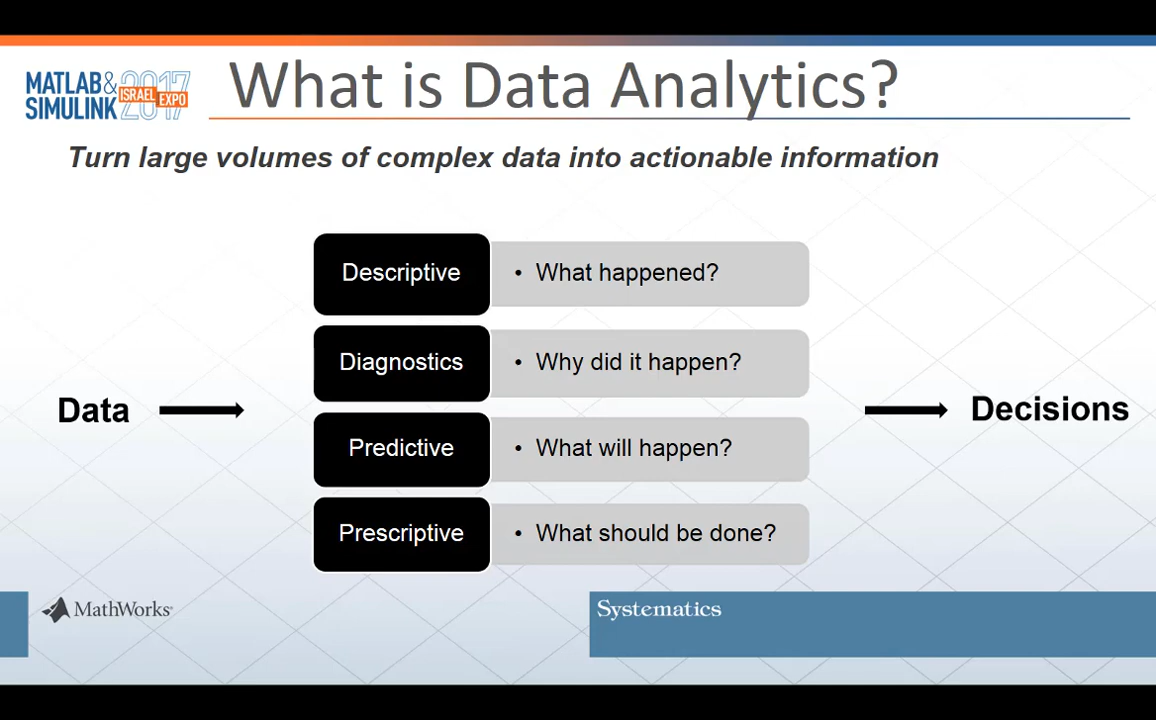 MATLAB&
SIMULINK
2017
ISRAEL
EXPO
What is Data Analytics?
Turn large volumes of complex data into actionable information
Descriptive
• What happened?
Diagnostics
• Why did it happen?
Data
Decisions
Predictive
• What will happen?
Prescriptive
• What should be done?
MathWorks®
Systematics